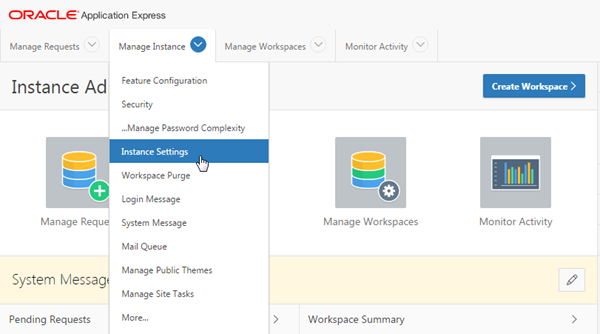 ORACLE Application Express
Manage Requests
Manage Instance
Manage Workspaces
Monitor Activity
Instance Ad
Create Workspace
Feature Configuration
Security
...Manage Password Complexity
Instance Settings
Workspace Purge
Login Message
System Message
Mail Queue
Manage Public Themes
Manage Site Tasks
More...
Manage Reque
Manage Workspaces
Monitor Activity
System Message
Pending Requests
Workspace Summary